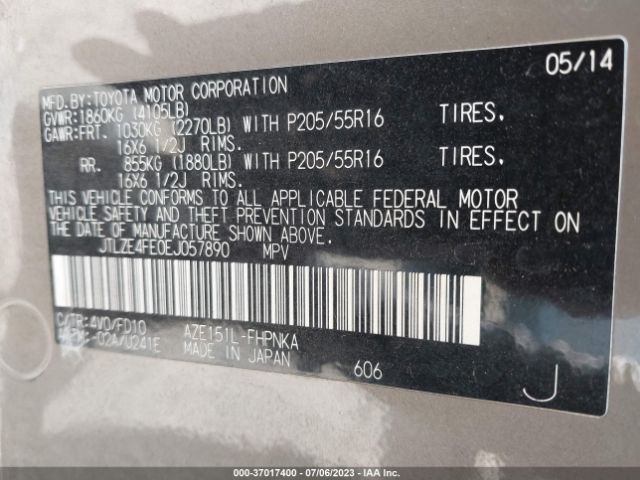 05/14
MFD.BY:TOYOTA MOTOR CORPORATION
GVWR:1860KG (4105LB)
GAWR:FRT. 1030KG (2270LB) WITH P205/55R16 TIRES.
16X6 1/2J RIMS.
RR. 855KG (1880LB) WITH P205/55R16 TIRES.
16X6 1/2J RIMS.
THIS VEHICLE CONFORMS TO ALL APPLICABLE FEDERAL MOTOR
VEHICLE SAFETY AND THEFT PREVENTION STANDARDS IN EFFECT ON
THE DATE OF MANUFACTURE SHOWN ABOVE.
JTLZE4FE0EJ057890 MPV
C/TR:4V0/FD10 AZE151L-FHPNKA
-02A/U241E MADE IN JAPAN
606
J
000-37017400 - 07/06/2023 - IAA Inc.